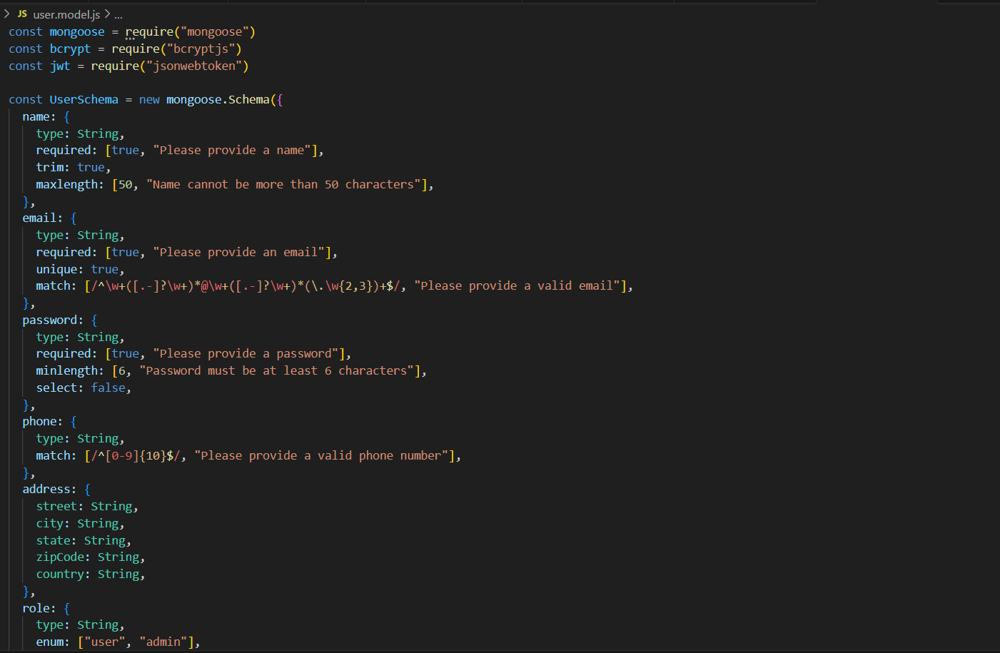 JS user.model.js > ...
const mongoose = require("mongoose")
const bcrypt = require("bcryptjs")
const jwt = require("jsonwebtoken")
const UserSchema = new mongoose.Schema({
name: {
type: String,
required: [true, "Please provide a name"],
trim: true,
maxlength: [50, "Name cannot be more than 50 characters"],
},
email: {
type: String,
required: [true, "Please provide an email"],
unique: true,
match: [/^\w+([.-]?\w+)*@\w+([.-]?\w+)*(\.\w{2,3})+$/, "Please provide a valid email"],
},
password: {
type: String,
required: [true, "Please provide a password"],
minlength: [6, "Password must be at least 6 characters"],
select: false,
},
phone: {
type: String,
match: [/^[0-9]{10}$/, "Please provide a valid phone number"],
},
address: {
street: String,
city: String,
state: String,
zipCode: String,
country: String,
},
role: {
type: String,
enum: ["user", "admin"],